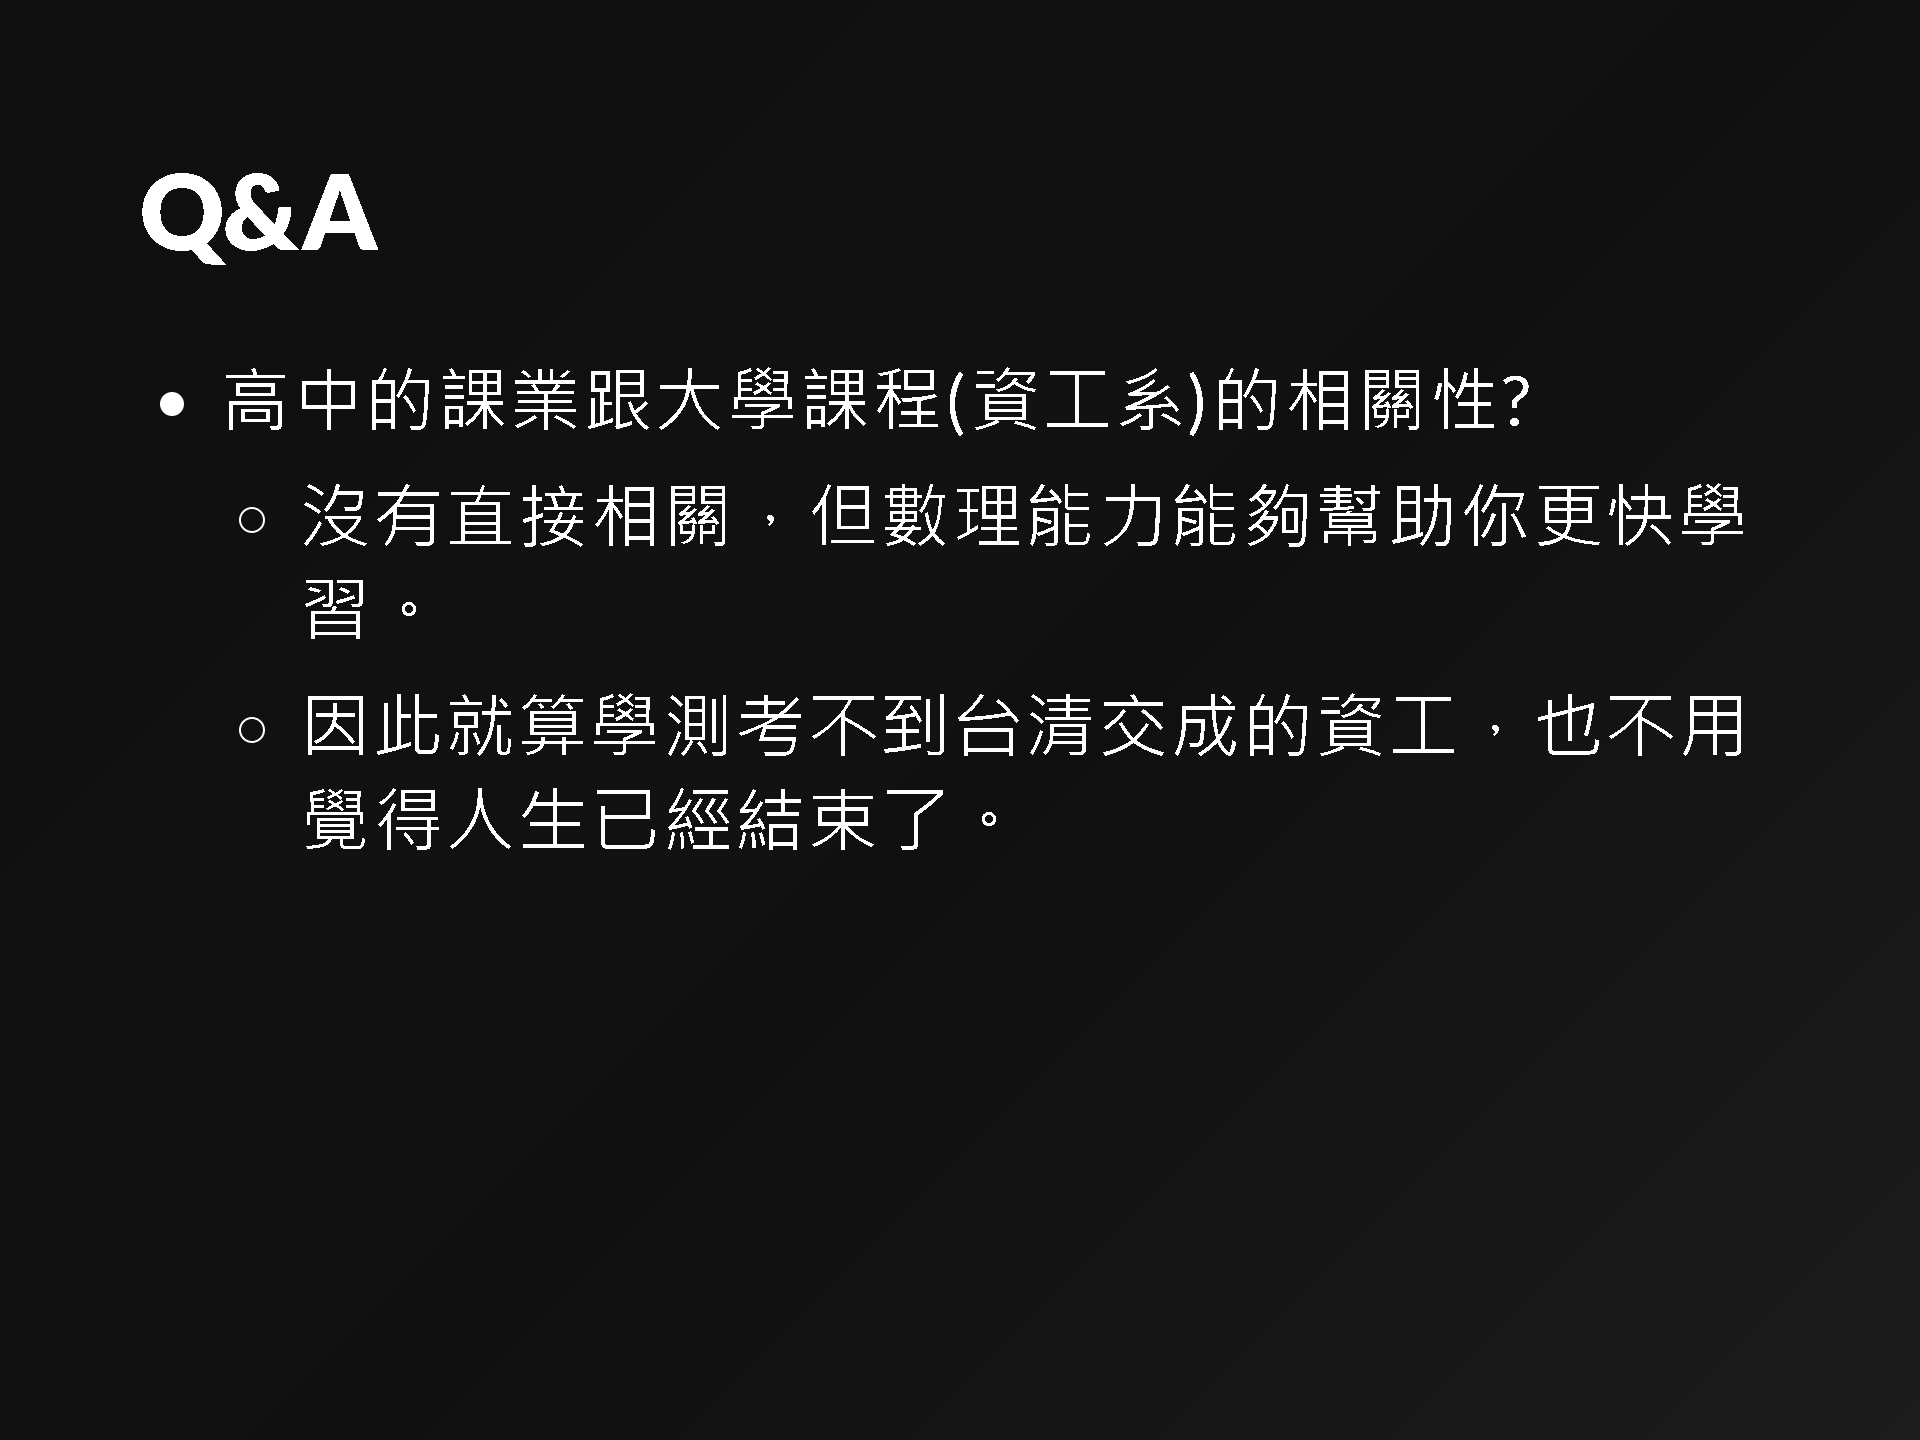 Q&A
• 高中的課業跟大學課程(資工系)的相關性?
○ 沒有直接相關，但數理能力能夠幫助你更快學
習。
○ 因此就算學測考不到台清交成的資工，也不用
覺得人生已經結束了。